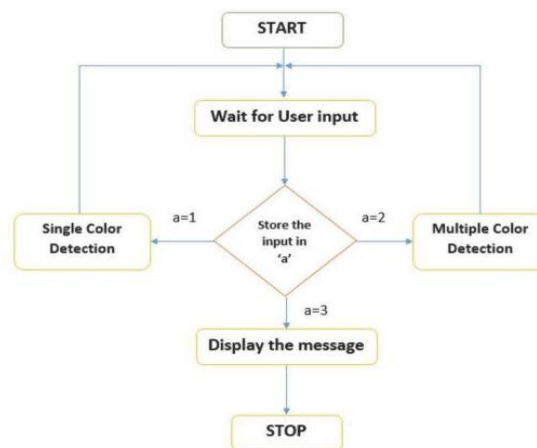 START
Wait for User input
a=1
a=2
Single Color
Detection
Store the
input in
‘a’
Multiple Color
Detection
a=3
Display the message
STOP